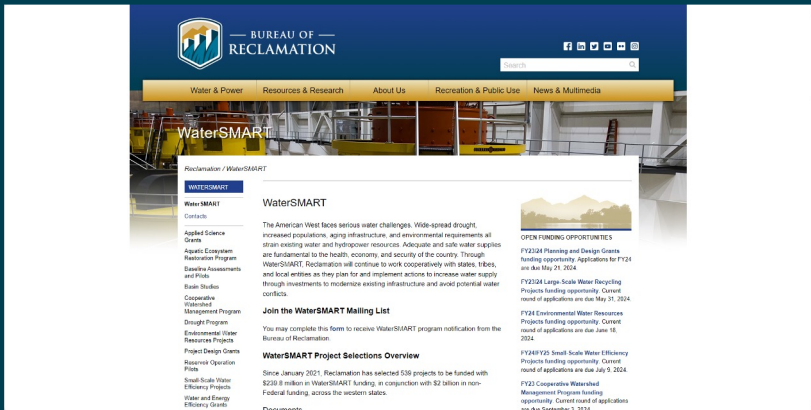 BUREAU OF
RECLAMATION
Search
Water & Power
Resources & Research
About Us
Recreation & Public Use
News & Multimedia
WaterSMART
Reclamation / WaterSMART
WATERSMART
WaterSMART
Contacts
Applied Science
Grants
Aquatic Ecosystem
Restoration Program
Baseline Assessments
and Pilots
Basin Studies
Cooperative
Watershed
Management Program
Drought Program
Environmental Water
Resources Projects
Project Design Grants
Reservoir Operation
Pilots
Small-Scale Water
Efficiency Projects
Water and Energy
Efficiency Grants
WaterSMART
The American West faces serious water challenges. Wide-spread drought,
increased populations, aging infrastructure, and environmental requirements all
strain existing water and hydropower resources. Adequate and safe water supplies
are fundamental to the health, economy, and security of the country. Through
WaterSMART, Reclamation will continue to work cooperatively with states, tribes,
and local entities as they plan for and implement actions to increase water supply
through investments to modernize existing infrastructure and avoid potential water
conflicts.
Join the WaterSMART Mailing List
You may complete this form to receive WaterSMART program notification from the
Bureau of Reclamation.
WaterSMART Project Selections Overview
Since January 2021, Reclamation has selected 539 projects to be funded with
$239.8 million in WaterSMART funding, in conjunction with $2 billion in non-
Federal funding, across the western states.
Documents
OPEN FUNDING OPPORTUNITIES
FY23/24 Planning and Design Grants
funding opportunity. Applications for FY24
are due May 21, 2024.
FY23/24 Large-Scale Water Recycling
Projects funding opportunity. Current
round of applications are due May 31, 2024
FY24 Environmental Water Resources
Projects funding opportunity. Current
round of applications are due June 18,
2024.
FY24/FY25 Small-Scale Water Efficiency
Projects funding opportunity. Current
round of applications are due July 9, 2024.
FY23 Cooperative Watershed
Management Program funding
opportunity. Current round of applications
are due September 3, 2024